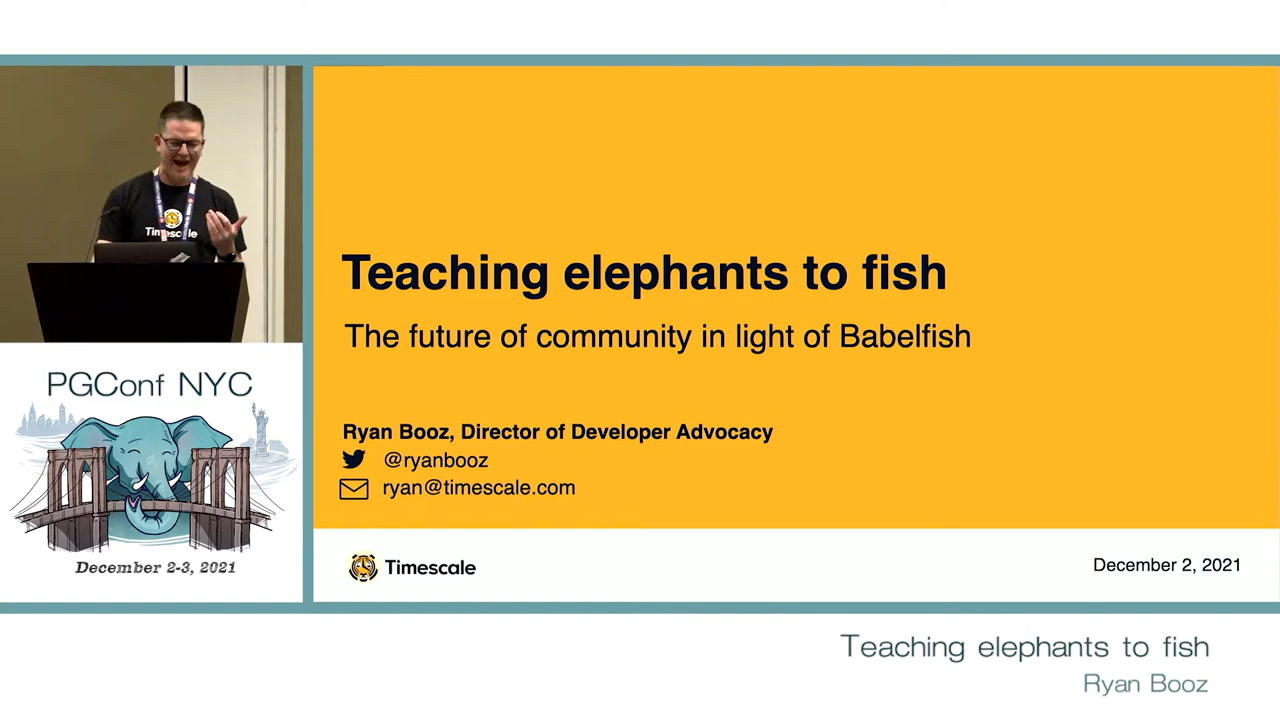 Timescale
PGConf NYC
December 2-3, 2021
Teaching elephants to fish
The future of community in light of Babelfish
Ryan Booz, Director of Developer Advocacy
@ryanbooz
ryan@timescale.com
Timescale
December 2, 2021
Teaching elephants to fish
Ryan Booz